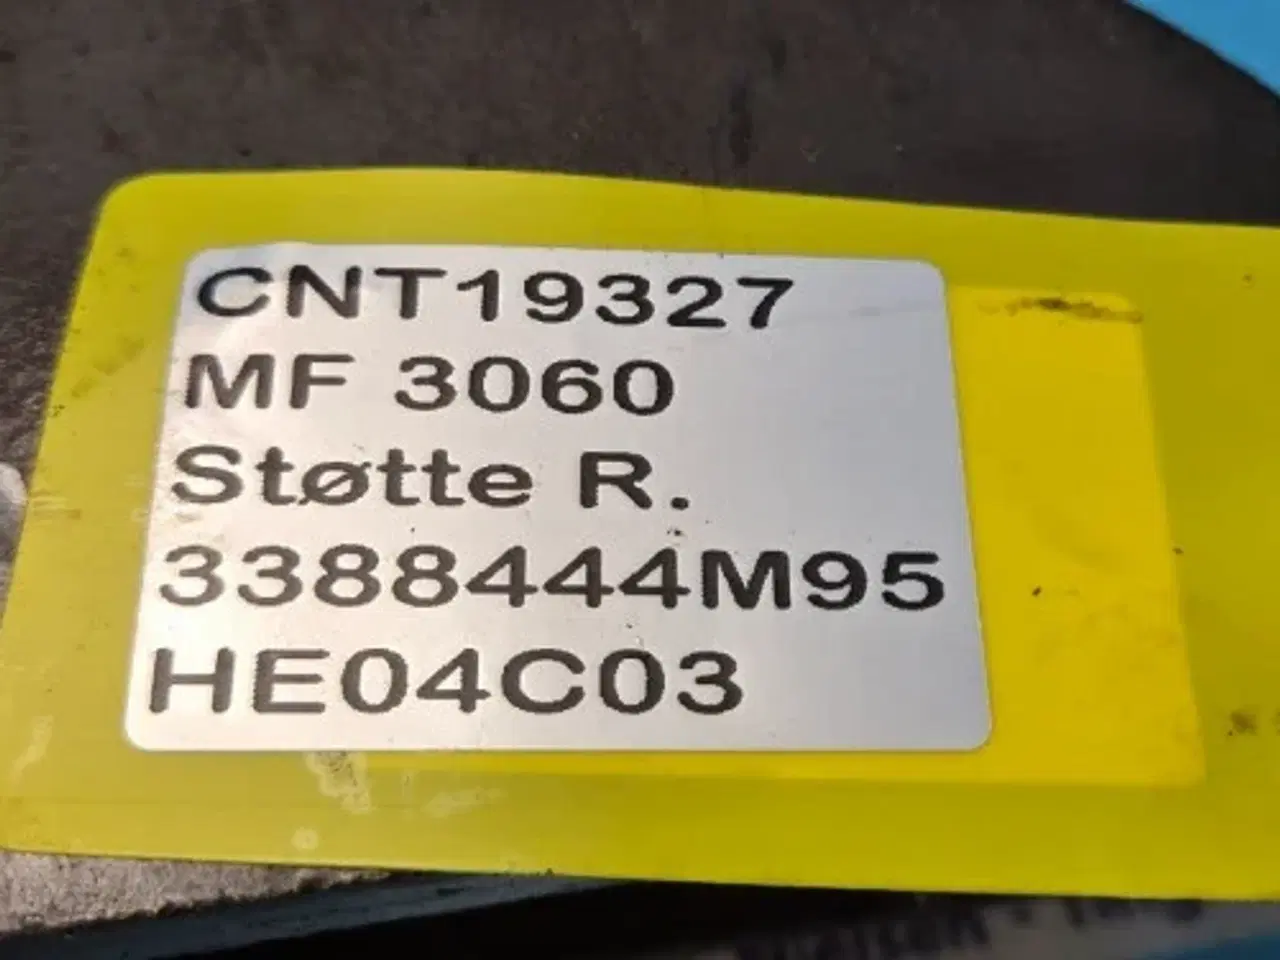 CNT19327
MF 3060
Støtte R.
3388444M95
HE04C03